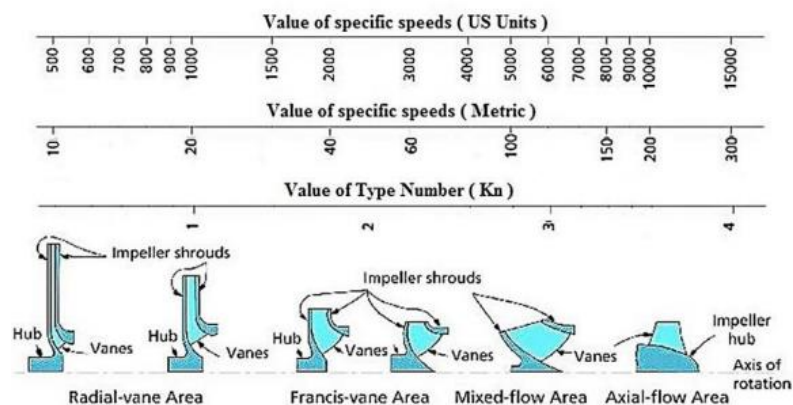 Value of specific speeds ( US Units )
500 600 700 800 900 1000 1500 2000 3000 4000 5000 6000 7000 8000 9000 10000 15000
Value of specific speeds ( Metric )
10 20 40 60 100 150 200 300
Value of Type Number ( Kn )
1 2 3 4
Impeller shrouds
Impeller shrouds
Hub Vanes Hub Vanes Hub Vanes Vanes Vanes Impeller hub
Axis of rotation
Radial-vane Area Francis-vane Area Mixed-flow Area Axial-flow Area